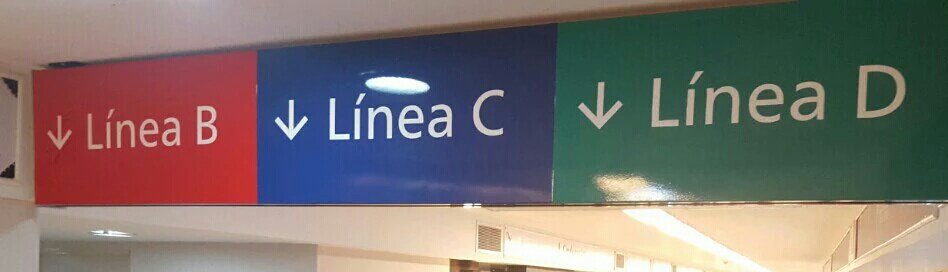 ↓ Línea B
↓ Línea C
↓ Línea D